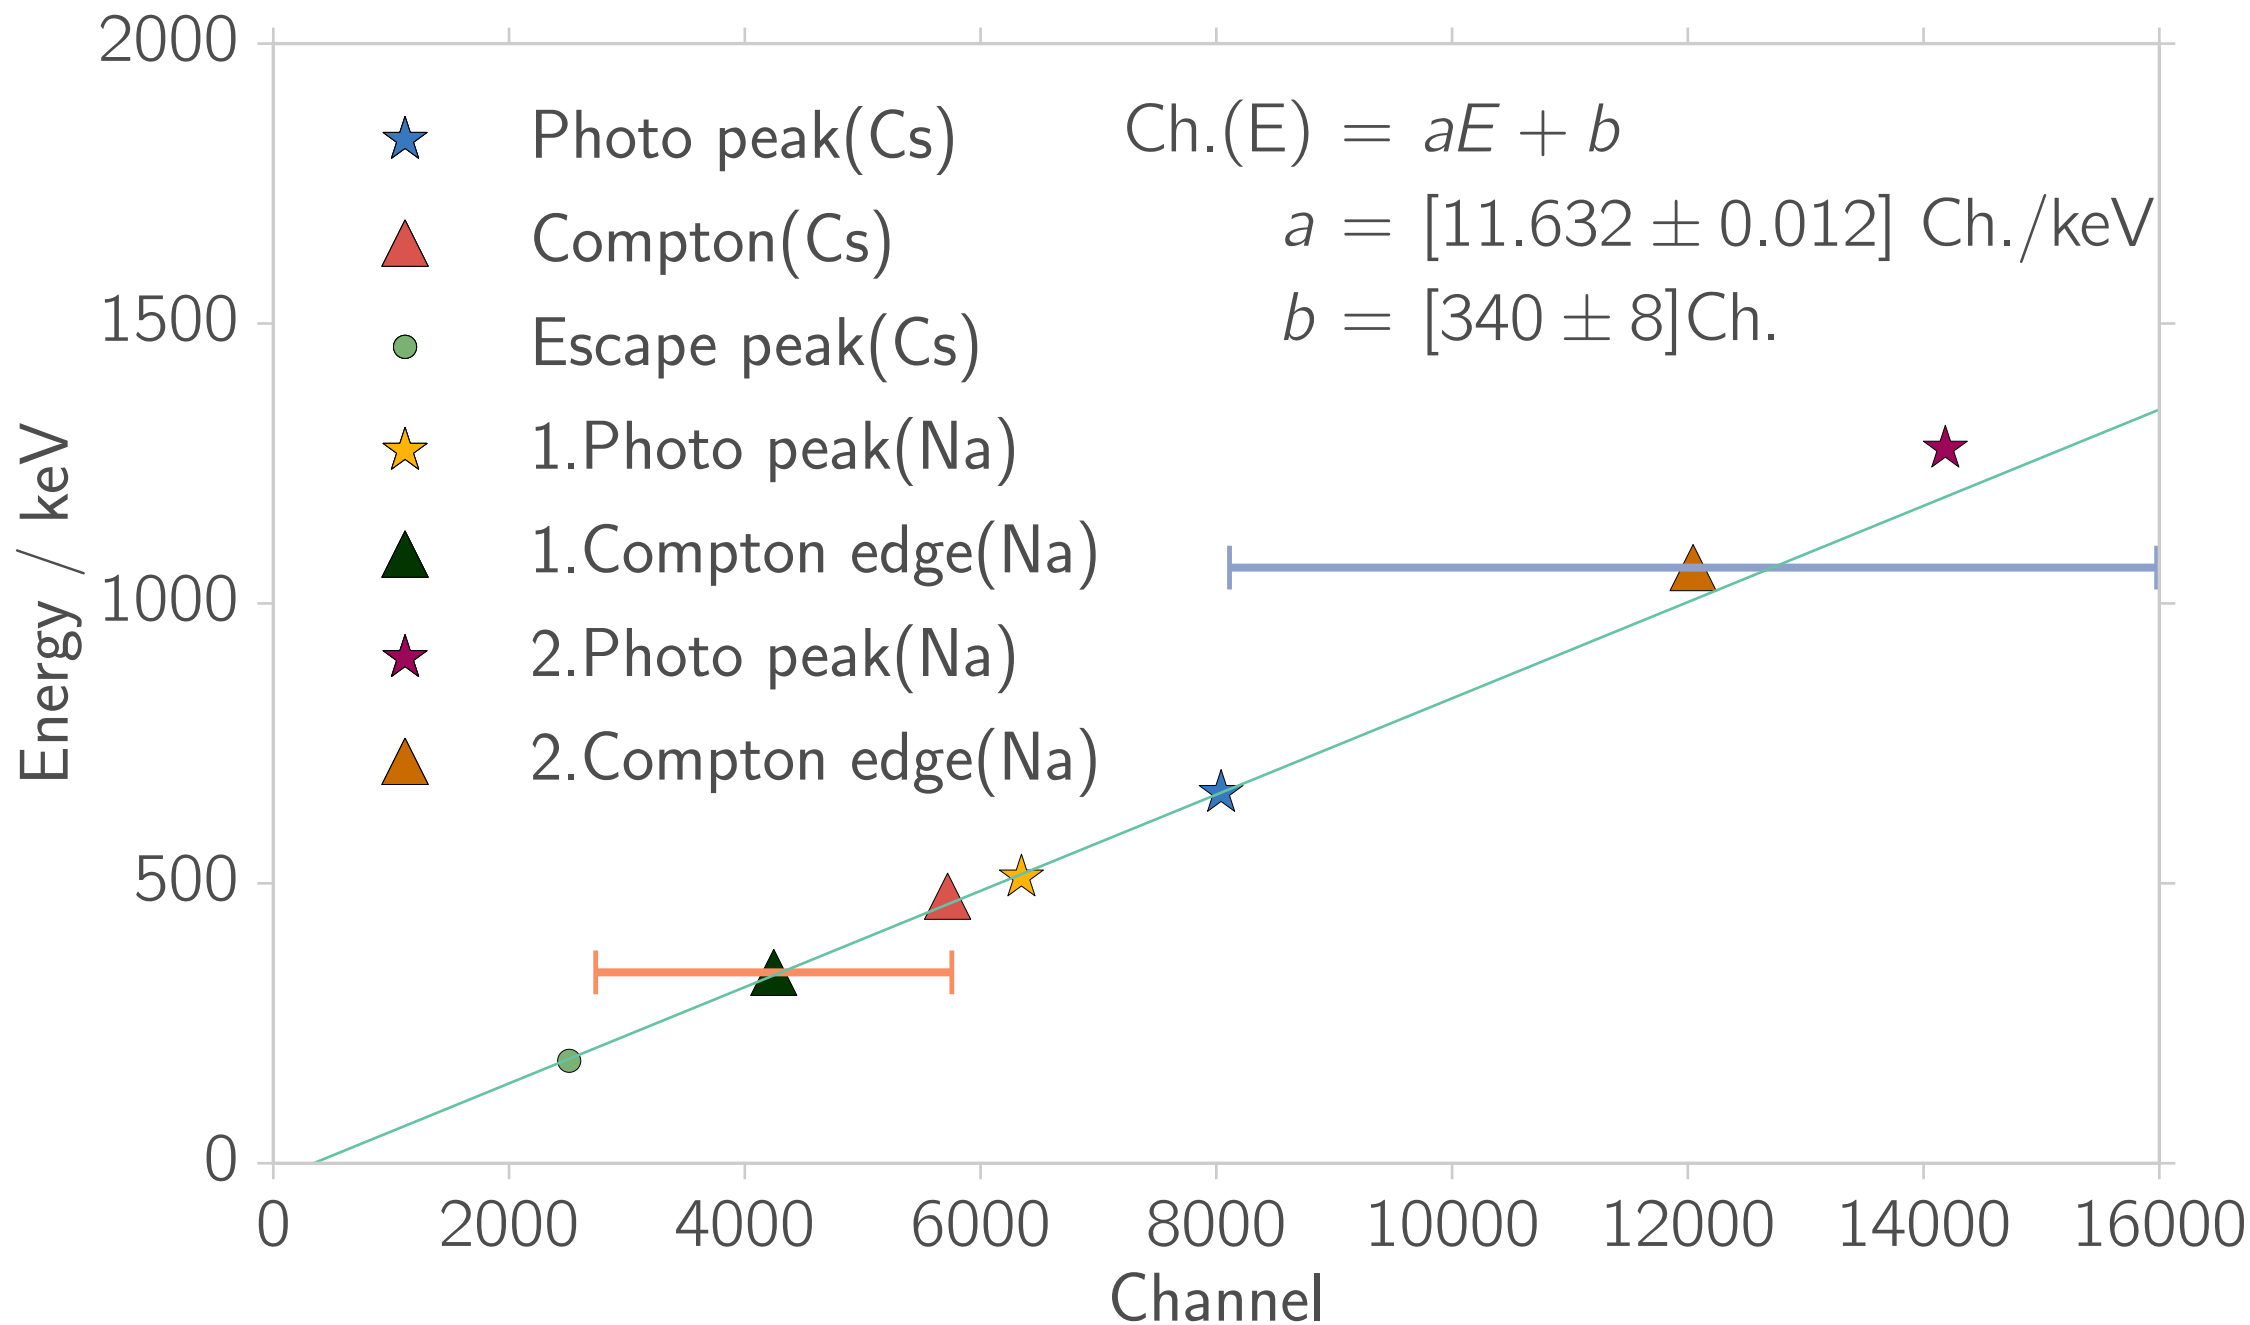 2000
1500
1000
500
0
Energy / keV
Photo peak(Cs)
Compton(Cs)
Escape peak(Cs)
1.Photo peak(Na)
1.Compton edge(Na)
2.Photo peak(Na)
2.Compton edge(Na)
Ch.(E) = aE + b
a = [11.632 ± 0.012] Ch./keV
b = [340 ± 8]Ch.
0 2000 4000 6000 8000 10000 12000 14000 16000
Channel